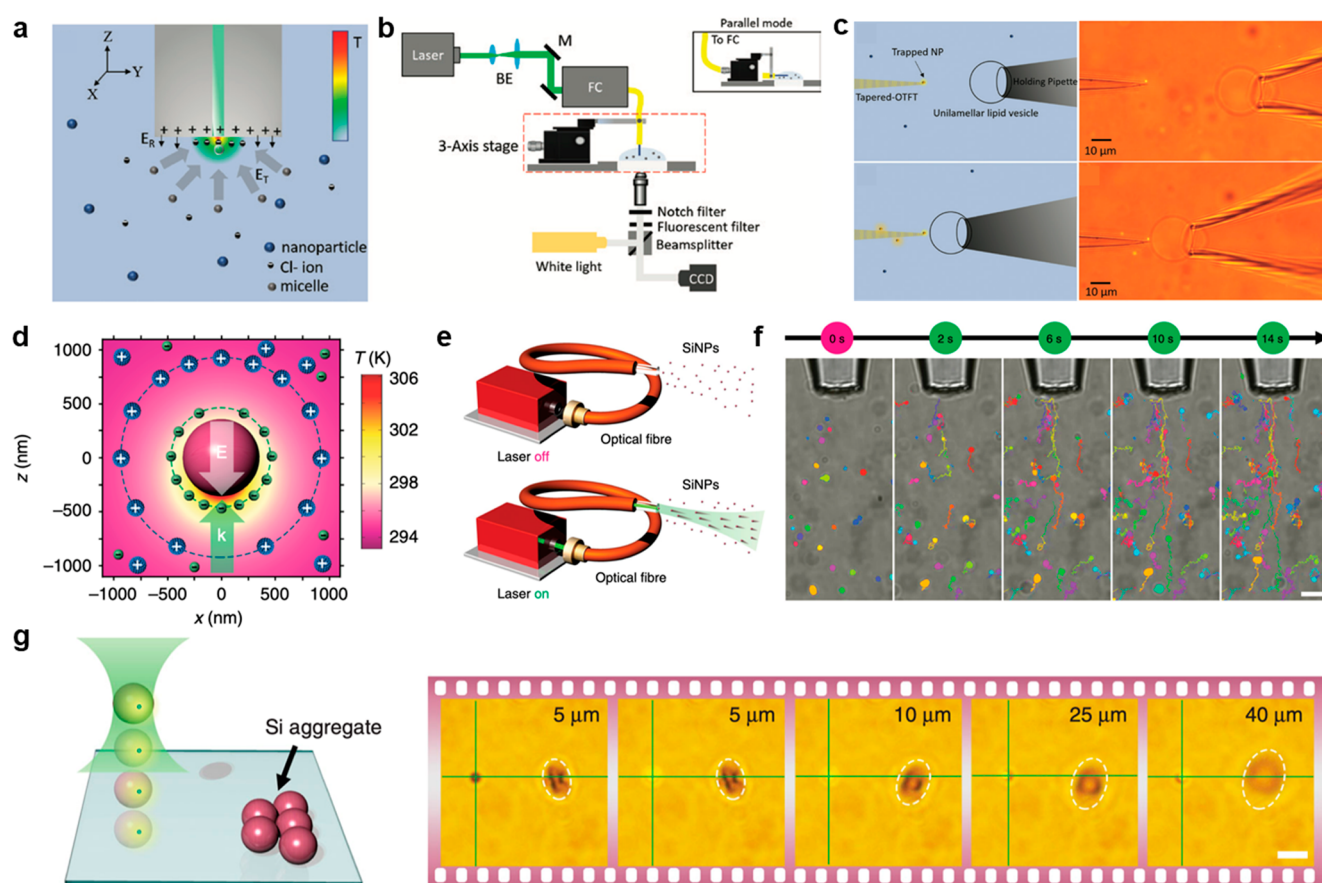 a
Z
Y
X
T
+ + + + + + + +
E_R
E_T
nanoparticle
Cl- ion
micelle
b
Laser
BE
M
FC
Parallel mode
To FC
3-Axis stage
Notch filter
Fluorescent filter
Beamsplitter
White light
CCD
c
Trapped NP
Tapered-OTFT
Holding Pipette
Unilamellar lipid vesicle
10 μm
10 μm
d
1000
500
0
−500
−1000
z (nm)
−1000 −500 0 500 1000
x (nm)
E
k
T (K)
306
302
298
294
e
SiNPs
Optical fibre
Laser off
SiNPs
Optical fibre
Laser on
f
0 s
2 s
6 s
10 s
14 s
g
Si aggregate
5 μm
5 μm
10 μm
25 μm
40 μm